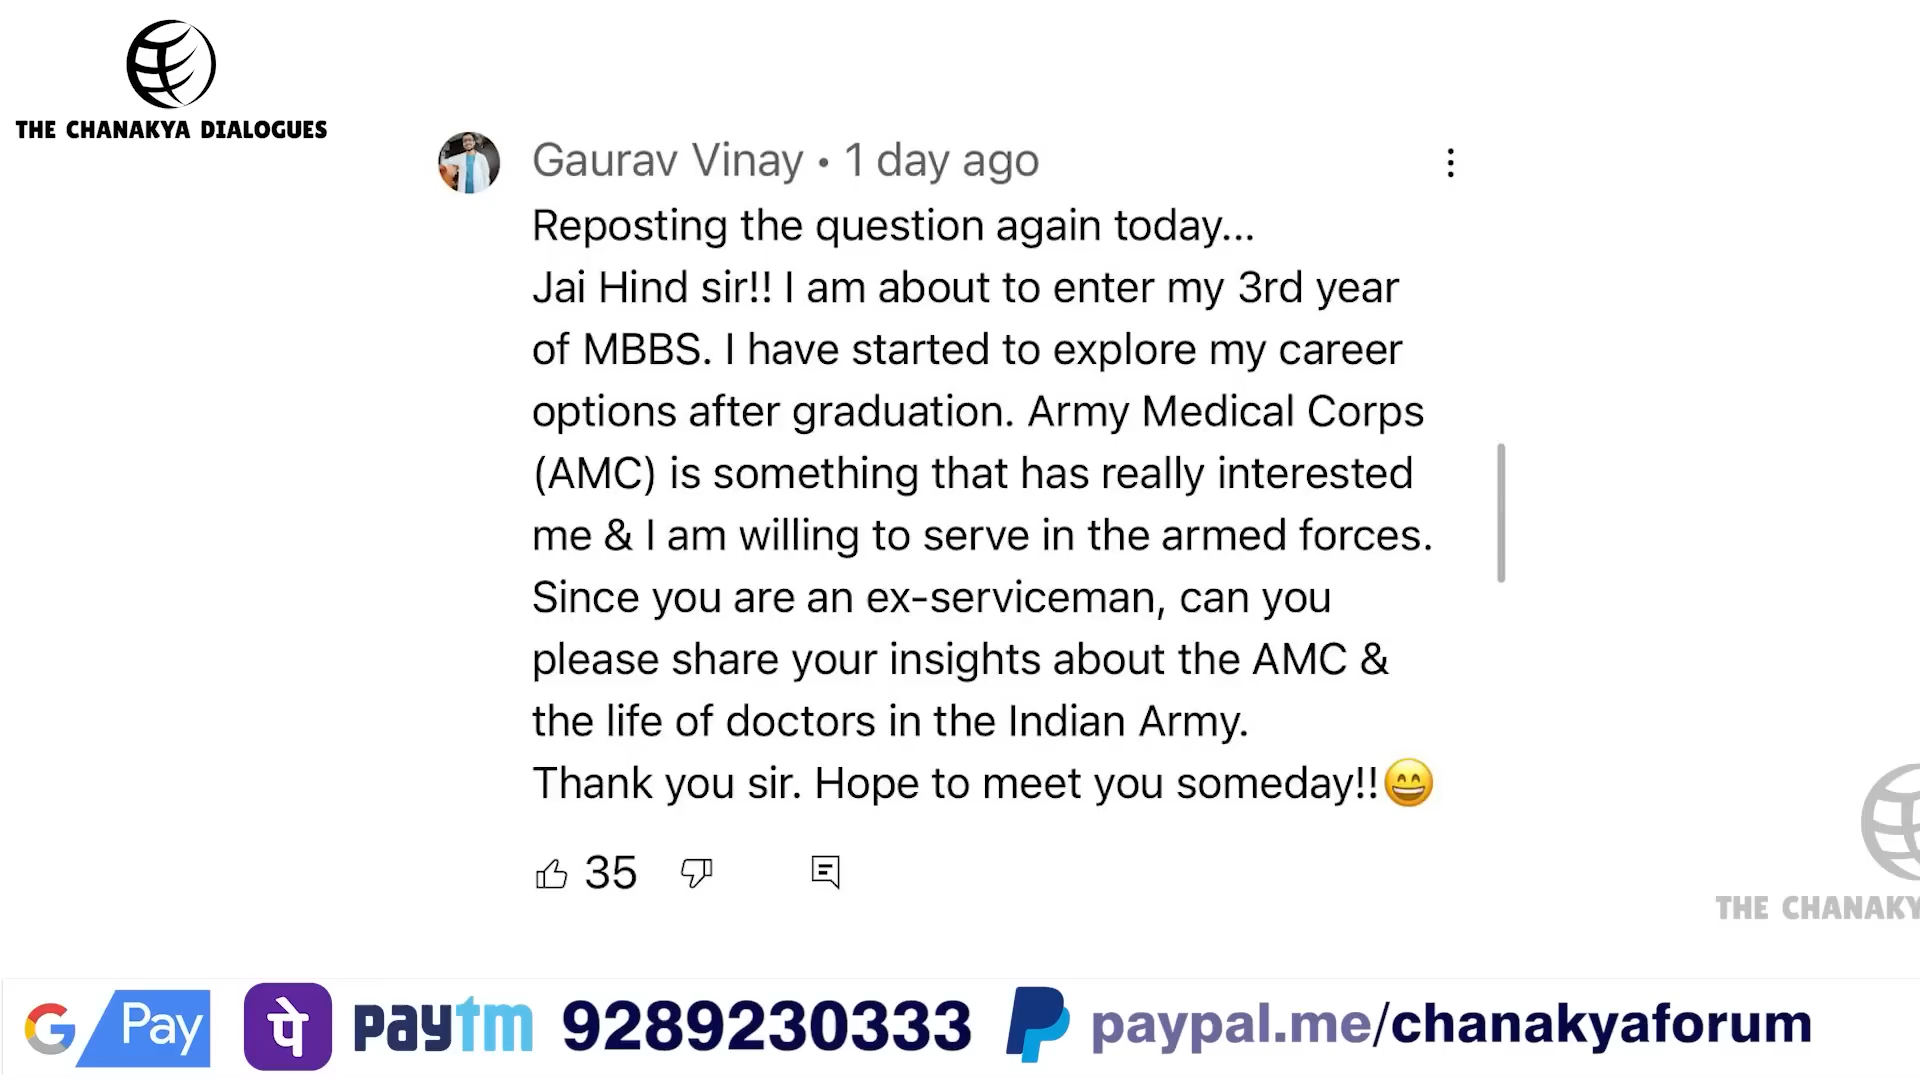 THE CHANAKYA DIALOGUES
Gaurav Vinay • 1 day ago
Reposting the question again today...
Jai Hind sir!! I am about to enter my 3rd year
of MBBS. I have started to explore my career
options after graduation. Army Medical Corps
(AMC) is something that has really interested
me & I am willing to serve in the armed forces.
Since you are an ex-serviceman, can you
please share your insights about the AMC &
the life of doctors in the Indian Army.
Thank you sir. Hope to meet you someday!!😄
35
THE CHANAKY
G Pay पे paytm 9289230333 paypal.me/chanakyaforum